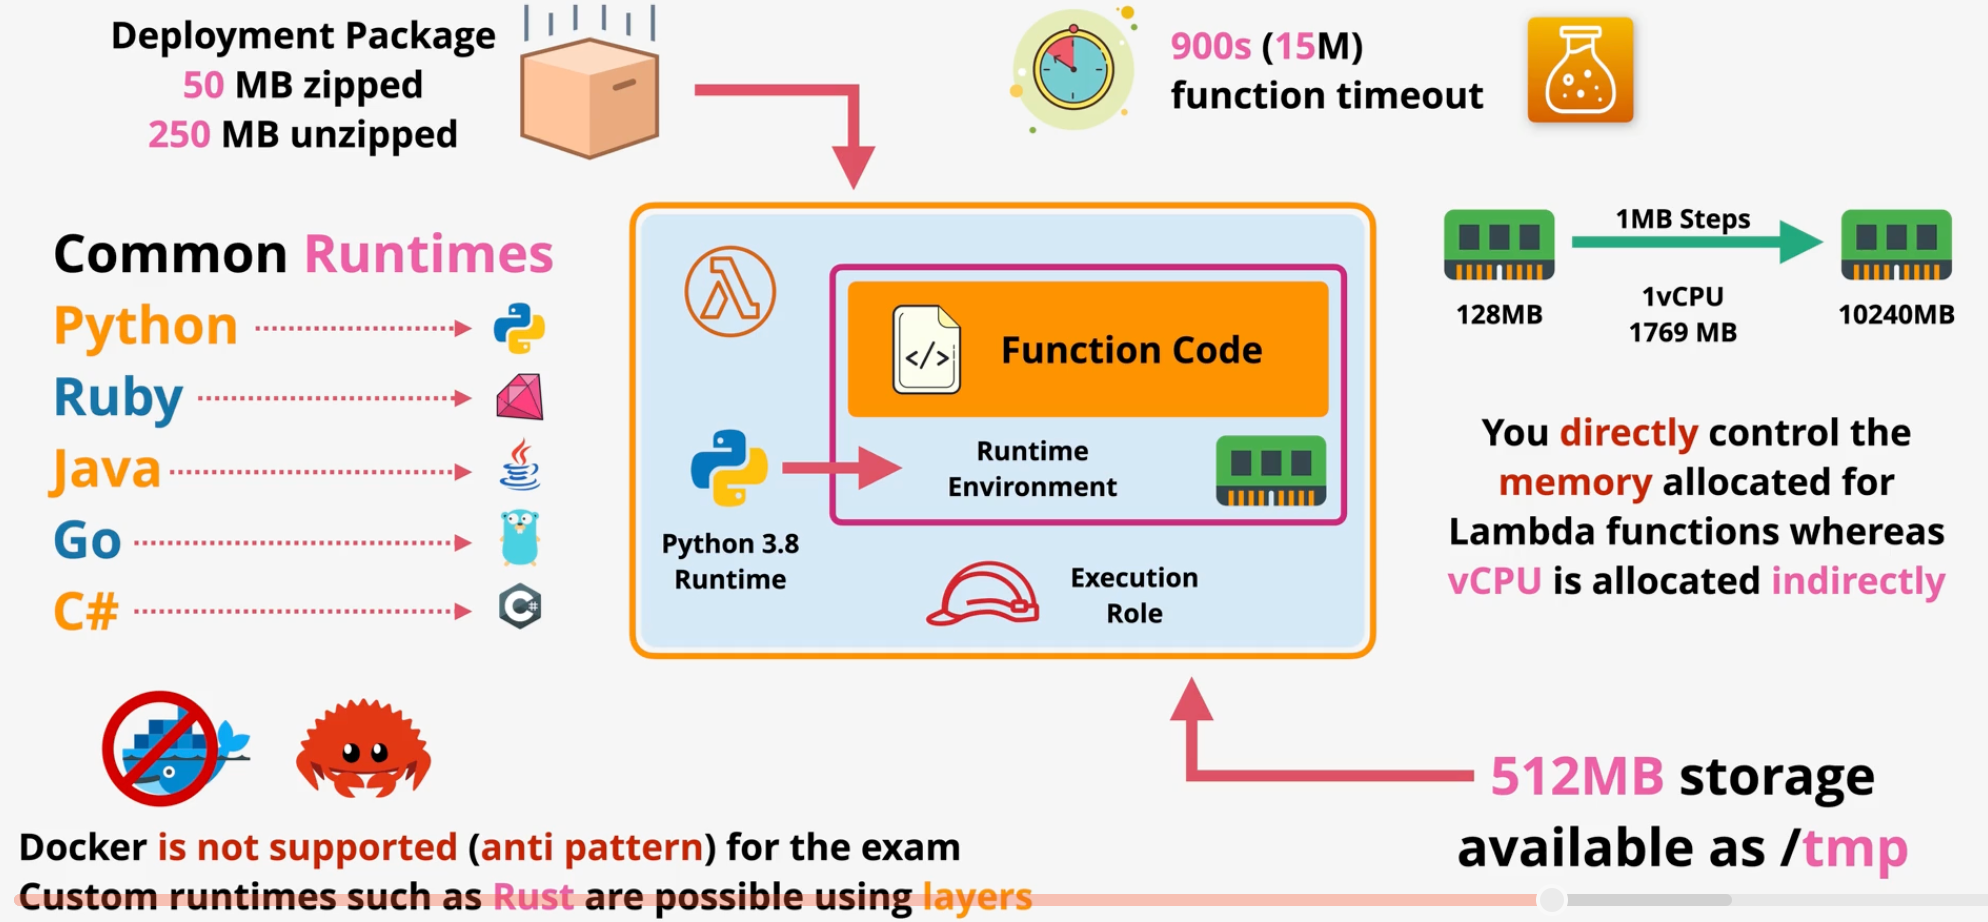 Deployment Package
50 MB zipped
250 MB unzipped
900s (15M)
function timeout
Common Runtimes
Python
Ruby
Java
Go
C#
Function Code
</>
Runtime
Environment
Python 3.8
Runtime
Execution
Role
1MB Steps
128MB
1vCPU
1769 MB
10240MB
You directly control the
memory allocated for
Lambda functions whereas
vCPU is allocated indirectly
Docker is not supported (anti pattern) for the exam
Custom runtimes such as Rust are possible using layers
512MB storage
available as /tmp